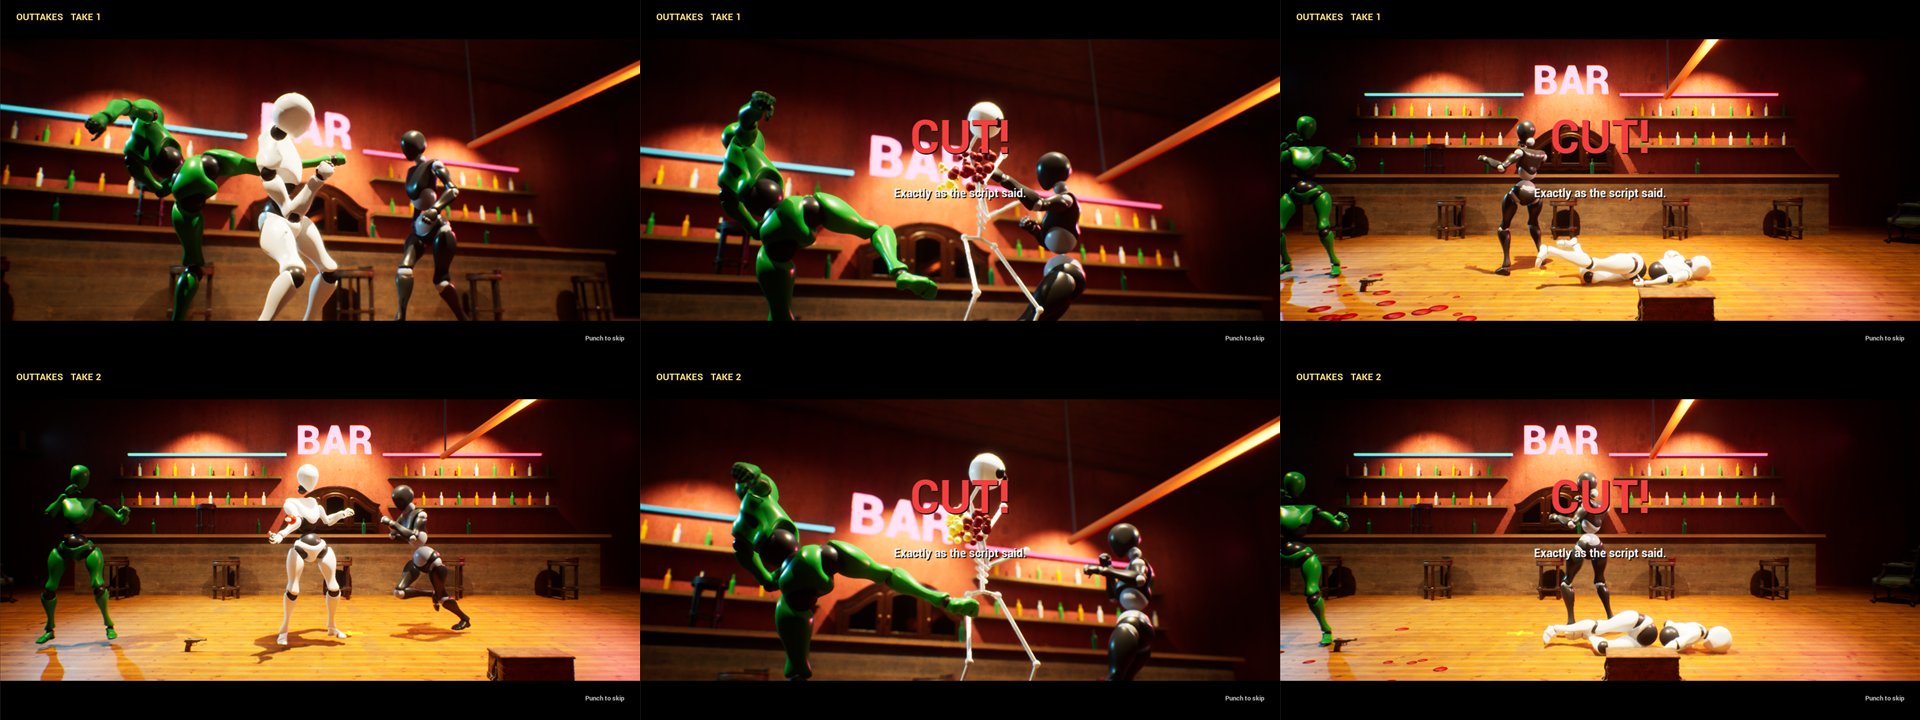 OUTTAKES TAKE 1
BAR
Punch to skip
OUTTAKES TAKE 1
BAR
CUT!
Exactly as the script said.
Punch to skip
OUTTAKES TAKE 1
BAR
CUT!
Exactly as the script said.
Punch to skip
OUTTAKES TAKE 2
BAR
Punch to skip
OUTTAKES TAKE 2
BAR
CUT!
Exactly as the script said.
Punch to skip
OUTTAKES TAKE 2
BAR
CUT!
Exactly as the script said.
Punch to skip